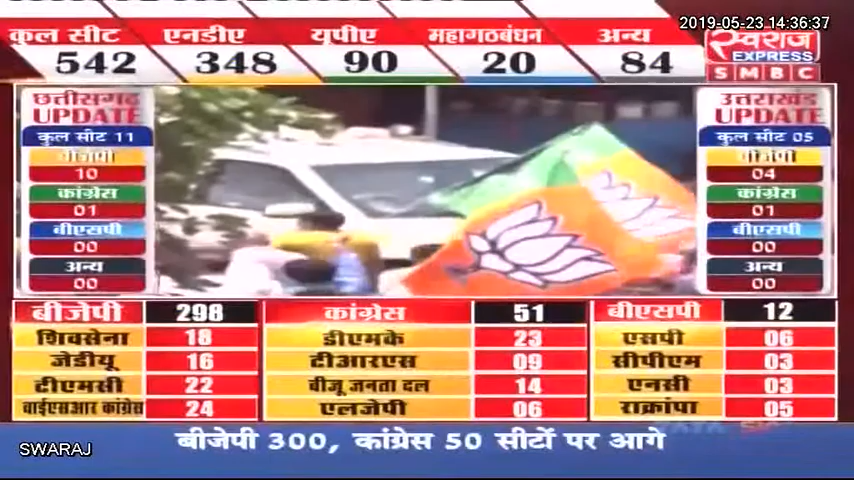 2019-05-23 14:36:37
कुल सीट एनडीए यूपीए महागठबंधन अन्य
542 348 90 20 84
स्वराज
EXPRESS
SMBC
छत्तीसगढ़
UPDATE
कुल सीट 11
बीजेपी
10
कांग्रेस
01
बीएसपी
00
अन्य
00
उत्तराखंड
UPDATE
कुल सीट 05
बीजेपी
04
कांग्रेस
01
बीएसपी
00
अन्य
00
बीजेपी 298 कांग्रेस 51 बीएसपी 12
शिवसेना 18 डीएमके 23 एसपी 06
जेडीयू 16 टीआरएस 09 सीपीएम 03
टीएमसी 22 बीजू जनता दल 14 एनसी 03
वाईएसआर कांग्रेस 24 एलजेपी 06 राकांपा 05
बीजेपी 300, कांग्रेस 50 सीटों पर आगे
SWARAJ